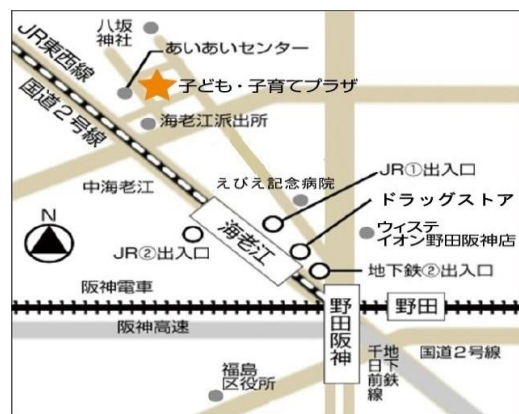 八坂
神社
あいあいセンター
JR東西線
国道2号線
子ども・子育てプラザ
海老江派出所
中海老江
えびえ記念病院
JR①出入口
ドラッグストア
N
海老江
ウィステ
イオン野田阪神店
JR②出入口
地下鉄②出入口
阪神電車
野田
阪神高速
野田阪神
地下鉄
千日前線
国道2号線
福島
区役所